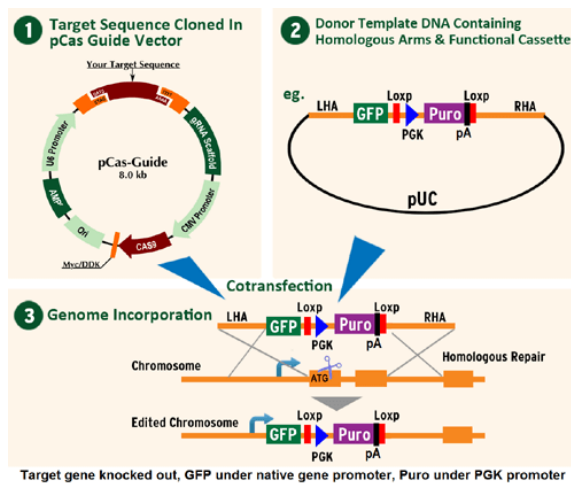 1 Target Sequence Cloned In
pCas Guide Vector
Your Target Sequence
U6 Promoter
gRNA Scaffold
pCas-Guide
8.0 kb
AMPr
CMV Promoter
Ori
CAS9
Myc/DDK
2 Donor Template DNA Containing
Homologous Arms & Functional Cassette
eg.
Loxp Loxp
LHA GFP Puro RHA
PGK pA
pUC
Cotransfection
3 Genome Incorporation
Loxp Loxp
LHA GFP Puro RHA
PGK pA
Homologous Repair
Chromosome
ATG
Edited Chromosome
Loxp Loxp
GFP Puro
PGK pA
Target gene knocked out, GFP under native gene promoter, Puro under PGK promoter